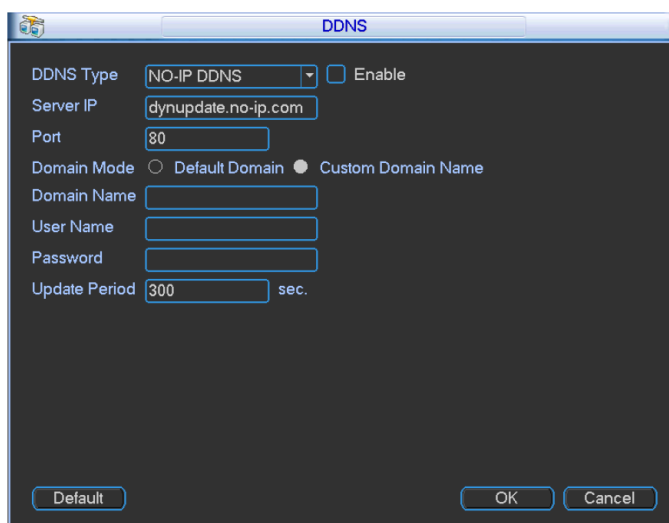 DDNS
DDNS Type NO-IP DDNS Enable
Server IP dynupdate.no-ip.com
Port 80
Domain Mode Default Domain Custom Domain Name
Domain Name
User Name
Password
Update Period 300 sec.
Default OK Cancel